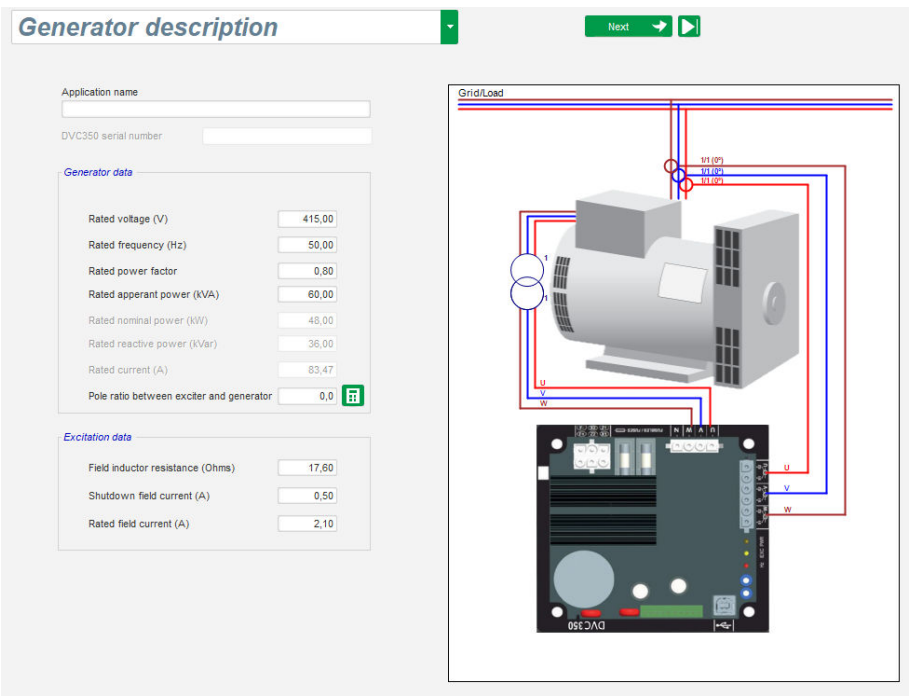 Generator description
Next
Application name
DVC350 serial number
Generator data
Rated voltage (V) 415,00
Rated frequency (Hz) 50,00
Rated power factor 0,80
Rated apperant power (kVA) 60,00
Rated nominal power (kW) 48,00
Rated reactive power (kVar) 36,00
Rated current (A) 83,47
Pole ratio between exciter and generator 0,0
Excitation data
Field inductor resistance (Ohms) 17,60
Shutdown field current (A) 0,50
Rated field current (A) 2,10
Grid/Load
1/1 (0°)
1/1 (0°)
1/1 (0°)
1
1
U
V
W
N W V U
U
V
W
Hz EXC PWR
DVC350